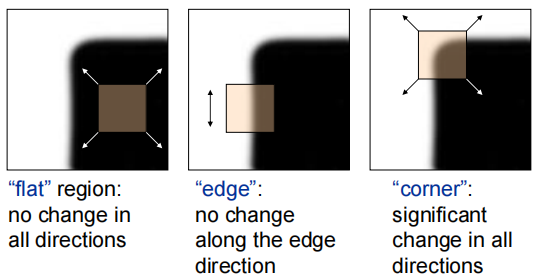 “flat” region:
no change in
all directions
“edge”:
no change
along the edge
direction
“corner”:
significant
change in all
directions